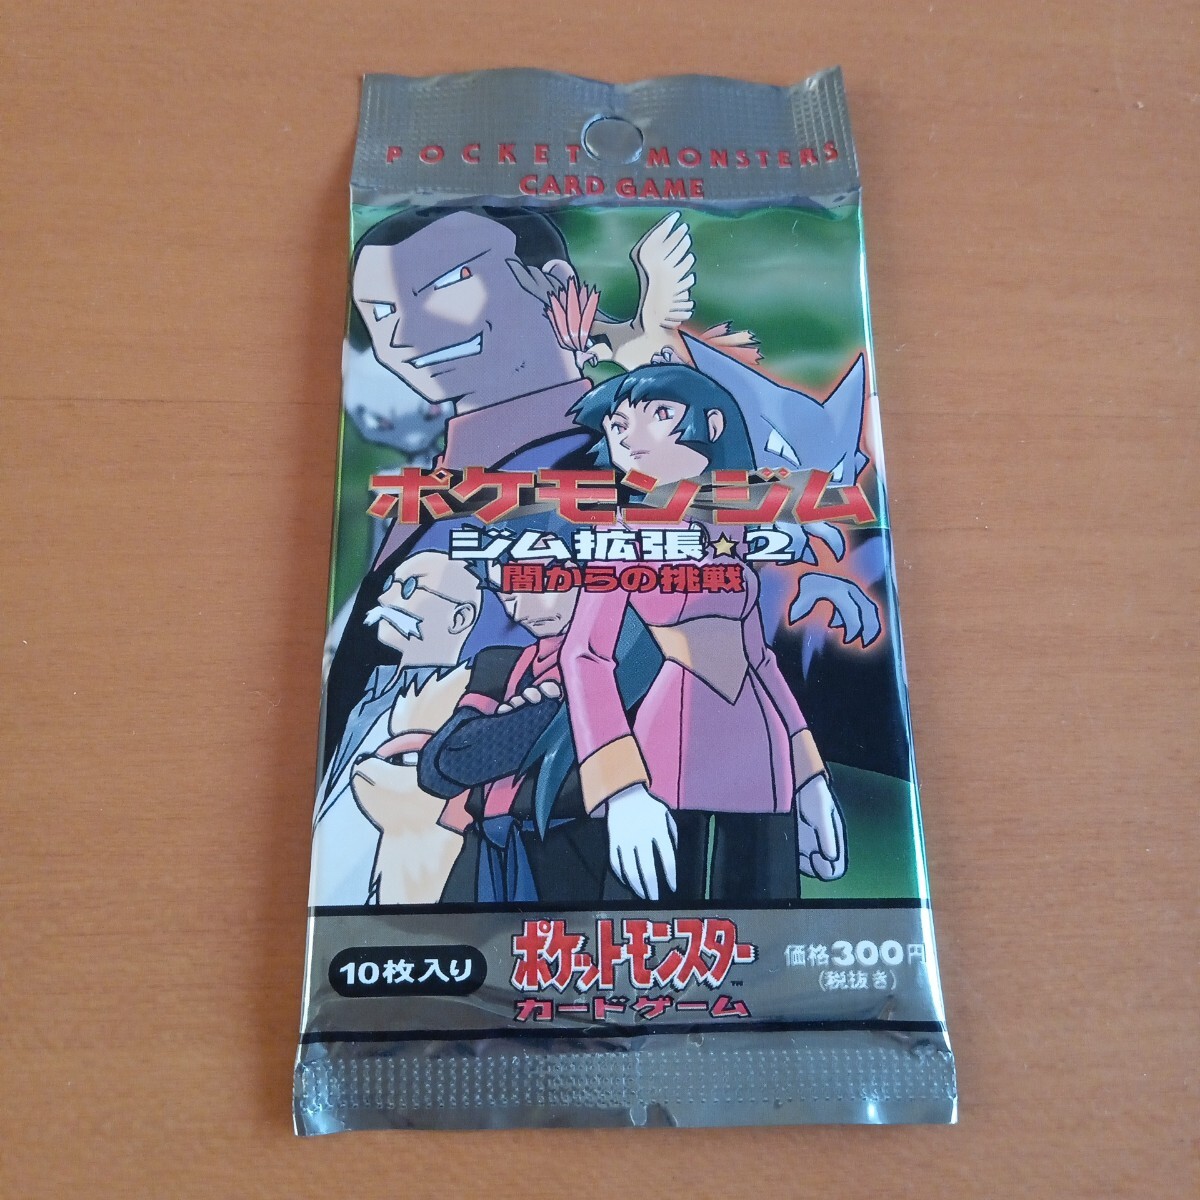 POCKET MONSTERS
CARD GAME
ポケモンジム
ジム拡張★2
闇からの挑戦
10枚入り
ポケットモンスター™
カードゲーム
価格300円
(税抜き)